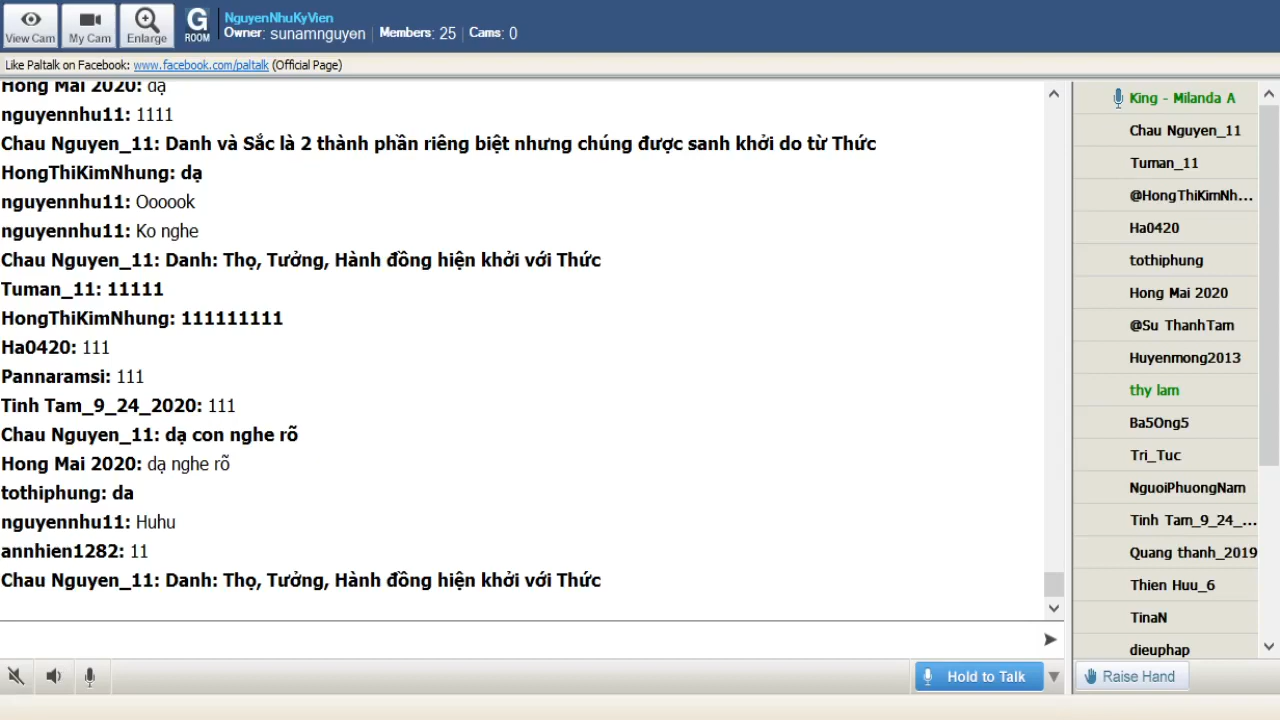 View Cam
My Cam
Enlarge
G
ROOM
NguyenNhuKyVien
Owner: sunamnguyen | Members: 25 | Cams: 0
Like Paltalk on Facebook: www.facebook.com/paltalk (Official Page)
Hong Mai 2020: dạ
nguyennhu11: 1111
Chau Nguyen_11: Danh và Sắc là 2 thành phần riêng biệt nhưng chúng được sanh khởi do từ Thức
HongThiKimNhung: dạ
nguyennhu11: Oooook
nguyennhu11: Ko nghe
Chau Nguyen_11: Danh: Thọ, Tưởng, Hành đồng hiện khởi với Thức
Tuman_11: 11111
HongThiKimNhung: 111111111
Ha0420: 111
Pannaramsi: 111
Tinh Tam_9_24_2020: 111
Chau Nguyen_11: dạ con nghe rõ
Hong Mai 2020: dạ nghe rõ
tothiphung: da
nguyennhu11: Huhu
annhien1282: 11
Chau Nguyen_11: Danh: Thọ, Tưởng, Hành đồng hiện khởi với Thức
Hold to Talk
King - Milanda A
Chau Nguyen_11
Tuman_11
@HongThiKimNh...
Ha0420
tothiphung
Hong Mai 2020
@Su ThanhTam
Huyenmong2013
thy lam
Ba5Ong5
Tri_Tuc
NguoiPhuongNam
Tinh Tam_9_24_...
Quang thanh_2019
Thien Huu_6
TinaN
dieuphap
Raise Hand